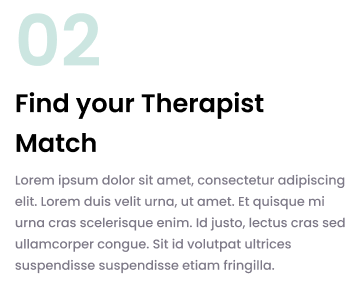 02
Find your Therapist
Match
Lorem ipsum dolor sit amet, consectetur adipiscing
elit. Lorem duis velit urna, ut amet. Et quisque mi
urna cras scelerisque enim. Id justo, lectus cras sed
ullamcorper congue. Sit id volutpat ultrices
suspendisse suspendisse etiam fringilla.